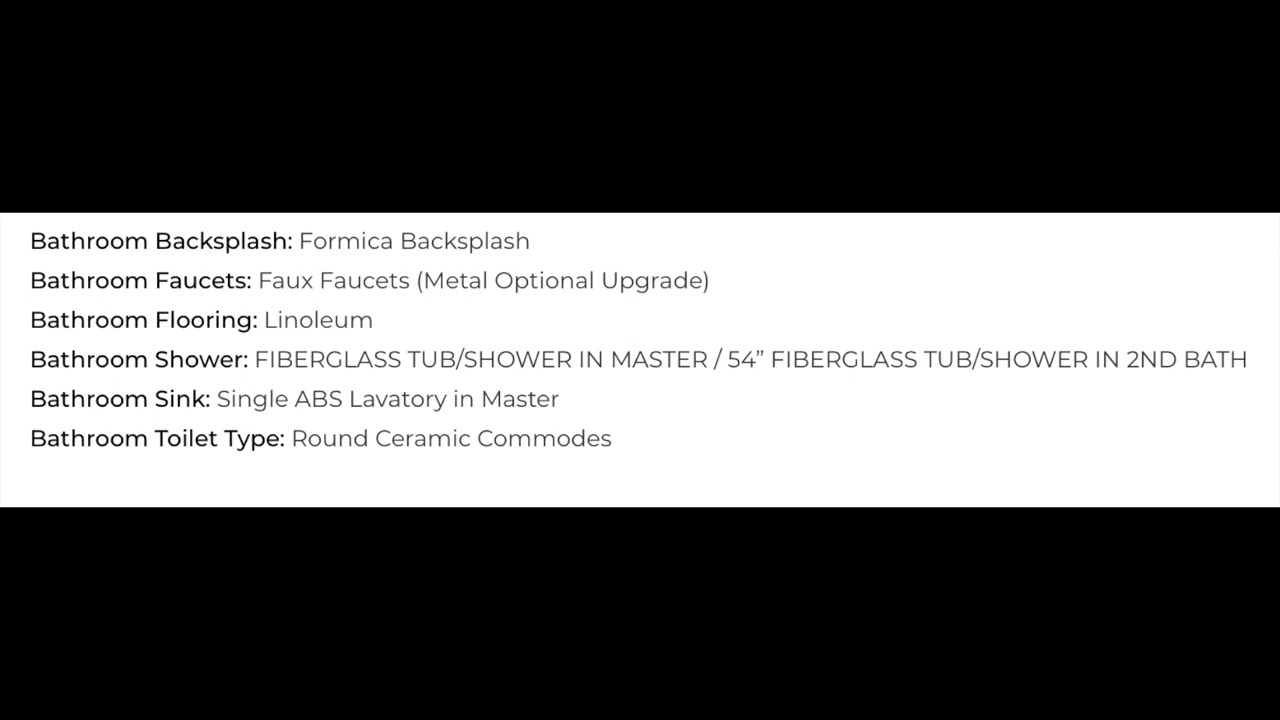 Bathroom Backsplash: Formica Backsplash
Bathroom Faucets: Faux Faucets (Metal Optional Upgrade)
Bathroom Flooring: Linoleum
Bathroom Shower: FIBERGLASS TUB/SHOWER IN MASTER / 54” FIBERGLASS TUB/SHOWER IN 2ND BATH
Bathroom Sink: Single ABS Lavatory in Master
Bathroom Toilet Type: Round Ceramic Commodes